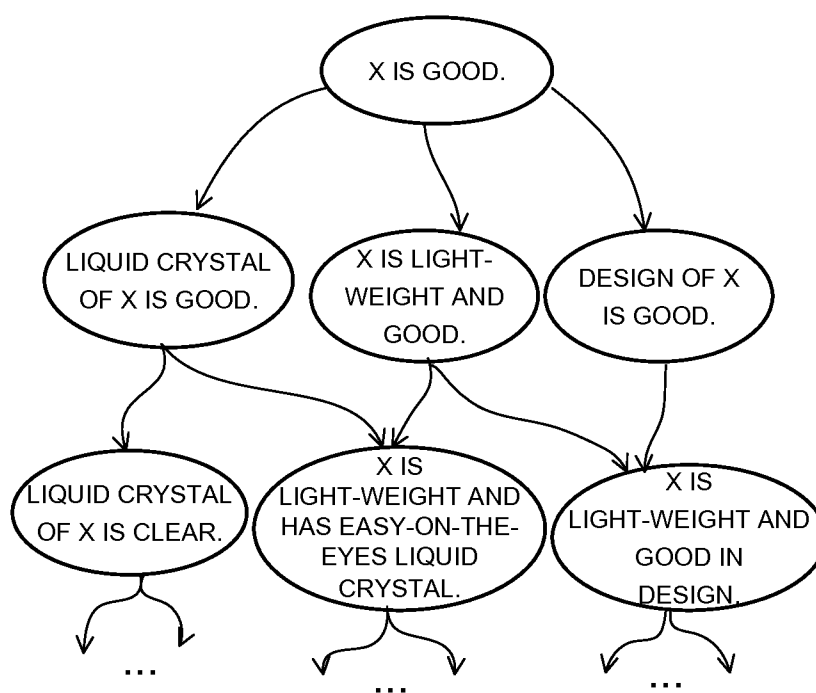 X IS GOOD.
LIQUID CRYSTAL
OF X IS GOOD.
X IS LIGHT-
WEIGHT AND
GOOD.
DESIGN OF X
IS GOOD.
LIQUID CRYSTAL
OF X IS CLEAR.
X IS
LIGHT-WEIGHT AND
HAS EASY-ON-THE-
EYES LIQUID
CRYSTAL.
X IS
LIGHT-WEIGHT AND
GOOD IN
DESIGN.
...
...
...